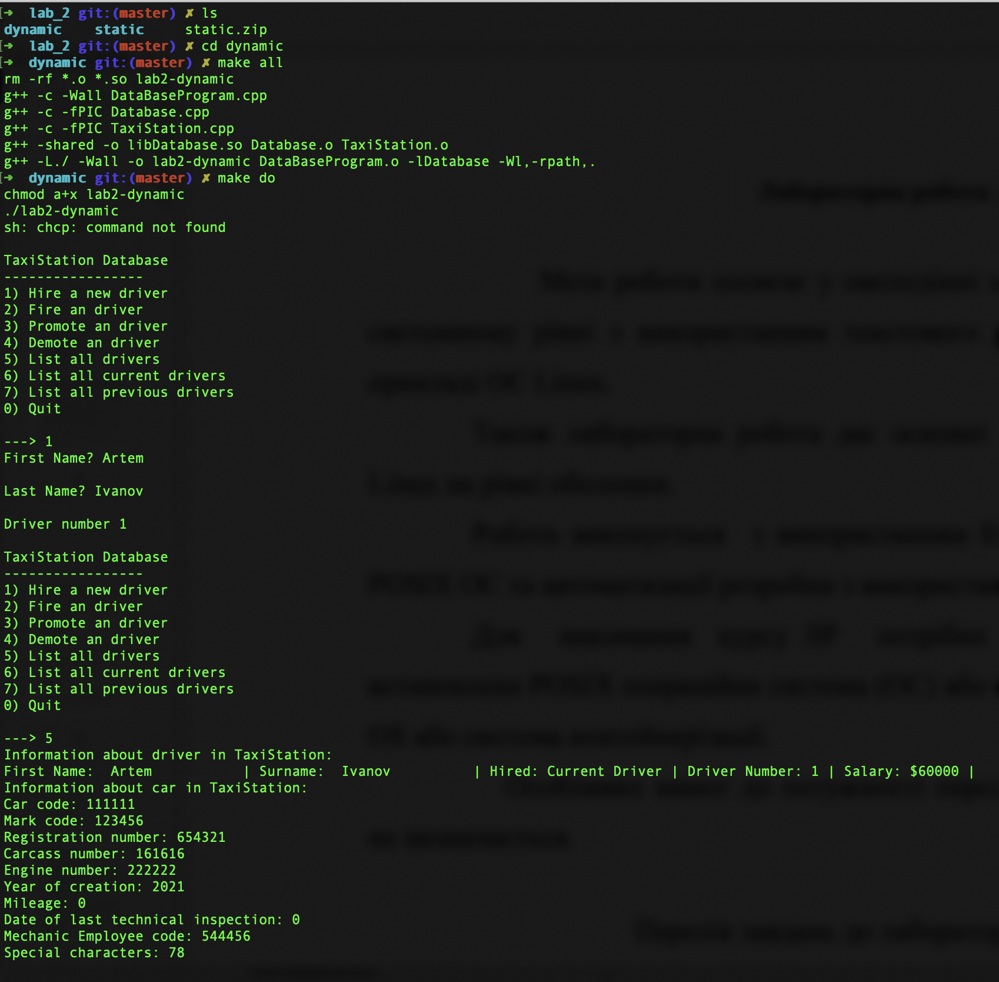 [➜  lab_2 git:(master) ✗ ls
dynamic    static     static.zip
[➜  lab_2 git:(master) ✗ cd dynamic
[➜  dynamic git:(master) ✗ make all
rm -rf *.o *.so lab2-dynamic
g++ -c -Wall DataBaseProgram.cpp
g++ -c -fPIC Database.cpp
g++ -c -fPIC TaxiStation.cpp
g++ -shared -o libDatabase.so Database.o TaxiStation.o
g++ -L./ -Wall -o lab2-dynamic DataBaseProgram.o -lDatabase -Wl,-rpath,.
[➜  dynamic git:(master) ✗ make do
chmod a+x lab2-dynamic
./lab2-dynamic
sh: chcp: command not found
TaxiStation Database
-----------------
1) Hire a new driver
2) Fire an driver
3) Promote an driver
4) Demote an driver
5) List all drivers
6) List all current drivers
7) List all previous drivers
0) Quit
---> 1
First Name? Artem
Last Name? Ivanov
Driver number 1
TaxiStation Database
-----------------
1) Hire a new driver
2) Fire an driver
3) Promote an driver
4) Demote an driver
5) List all drivers
6) List all current drivers
7) List all previous drivers
0) Quit
---> 5
Information about driver in TaxiStation:
First Name:  Artem           | Surname:  Ivanov          | Hired: Current Driver | Driver Number: 1 | Salary: $60000 |
Information about car in TaxiStation:
Car code: 111111
Mark code: 123456
Registration number: 654321
Carcass number: 161616
Engine number: 222222
Year of creation: 2021
Mileage: 0
Date of last technical inspection: 0
Mechanic Employee code: 544456
Special characters: 78